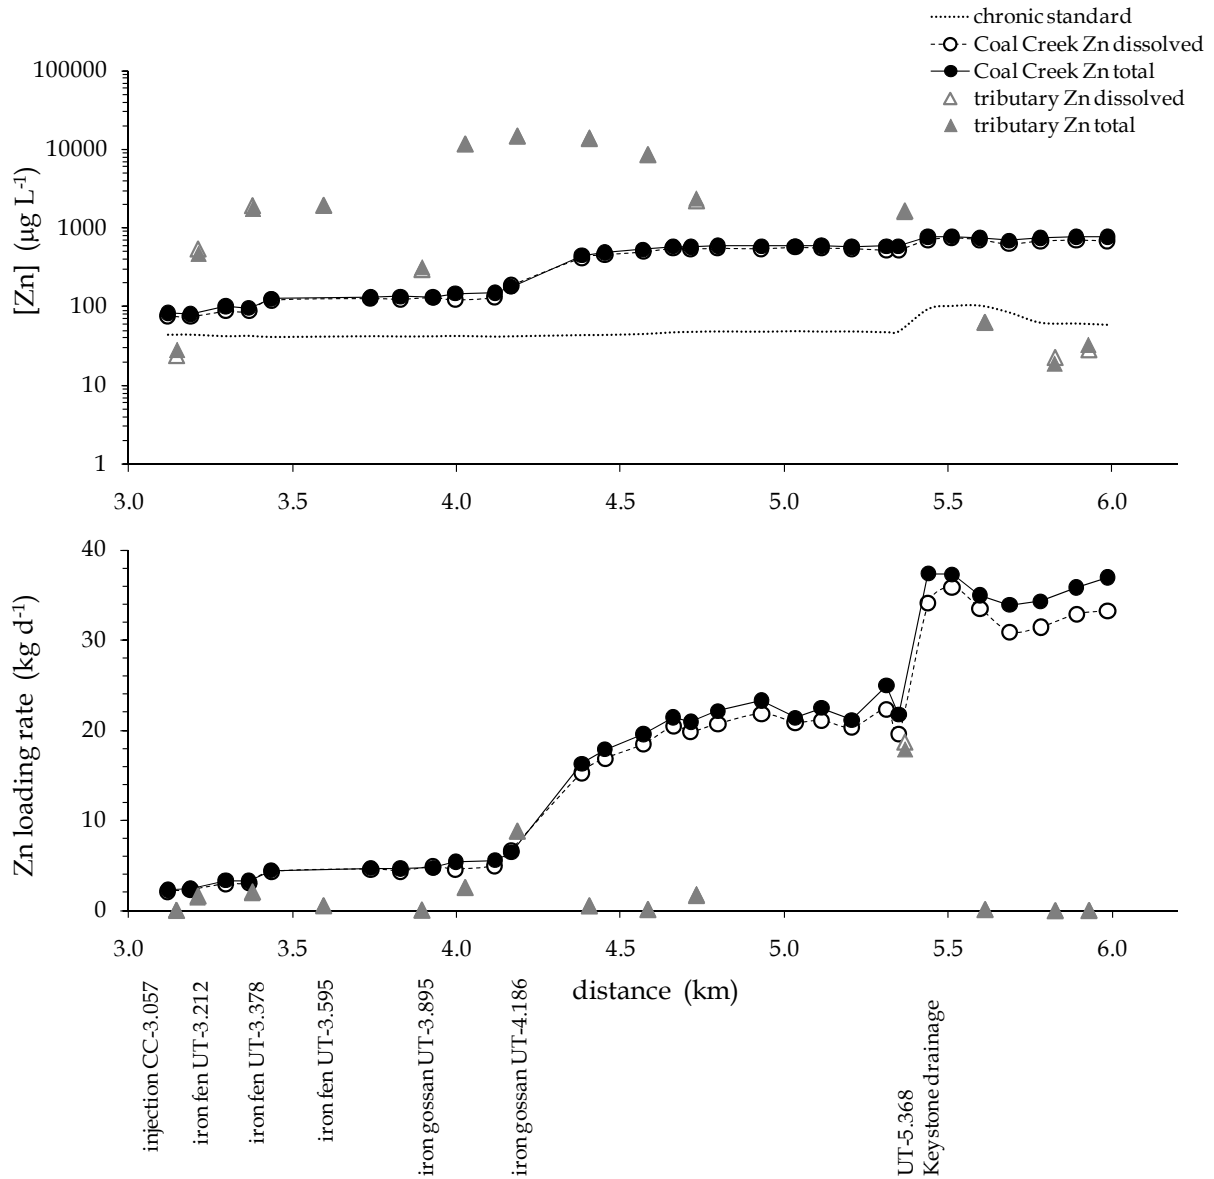 chronic standard
Coal Creek Zn dissolved
Coal Creek Zn total
tributary Zn dissolved
tributary Zn total
100000
10000
1000
100
10
1
[Zn] (µg L⁻¹)
3.0 3.5 4.0 4.5 5.0 5.5 6.0
40
30
20
10
0
Zn loading rate (kg d⁻¹)
3.0 3.5 4.0 4.5 5.0 5.5 6.0
distance (km)
injection CC-3.057
iron fen UT-3.212
iron fen UT-3.378
iron fen UT-3.595
iron gossan UT-3.895
iron gossan UT-4.186
UT-5.368
Keystone drainage